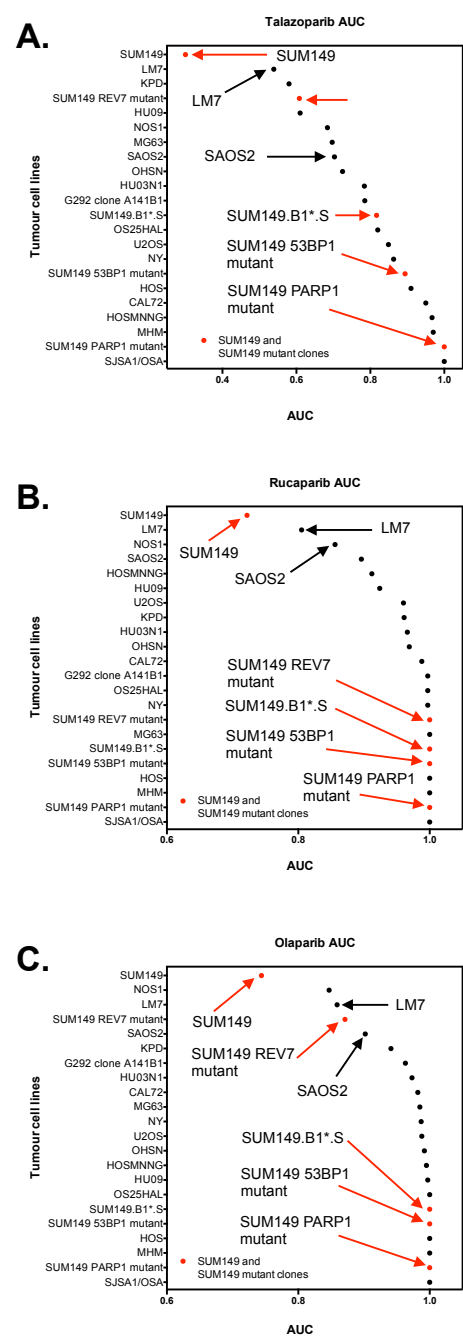 A.
Talazoparib AUC
Tumour cell lines
SUM149
LM7
KPD
SUM149 REV7 mutant
HU09
NOS1
MG63
SAOS2
OHSN
HU03N1
G292 clone A141B1
SUM149.B1*.S
OS25HAL
U2OS
NY
SUM149 53BP1 mutant
HOS
CAL72
HOSMNNG
MHM
SUM149 PARP1 mutant
SJSA1/OSA
SUM149
LM7
SAOS2
SUM149.B1*.S
SUM149 53BP1
mutant
SUM149 PARP1
mutant
SUM149 and
SUM149 mutant clones
0.4 0.6 0.8 1.0
AUC
B.
Rucaparib AUC
Tumour cell lines
SUM149
LM7
NOS1
SAOS2
HOSMNNG
HU09
U2OS
KPD
HU03N1
OHSN
CAL72
G292 clone A141B1
OS25HAL
NY
SUM149 REV7 mutant
MG63
SUM149.B1*.S
SUM149 53BP1 mutant
HOS
MHM
SUM149 PARP1 mutant
SJSA1/OSA
LM7
SUM149
SAOS2
SUM149 REV7
mutant
SUM149.B1*.S
SUM149 53BP1
mutant
SUM149 PARP1
mutant
SUM149 and
SUM149 mutant clones
0.6 0.8 1.0
AUC
C.
Olaparib AUC
Tumour cell lines
SUM149
NOS1
LM7
SUM149 REV7 mutant
SAOS2
KPD
G292 clone A141B1
HU03N1
CAL72
MG63
NY
U2OS
OHSN
HOSMNNG
HU09
OS25HAL
SUM149.B1*.S
SUM149 53BP1 mutant
HOS
MHM
SUM149 PARP1 mutant
SJSA1/OSA
LM7
SUM149
SUM149 REV7
mutant
SAOS2
SUM149.B1*.S
SUM149 53BP1
mutant
SUM149 PARP1
mutant
SUM149 and
SUM149 mutant clones
0.6 0.8 1.0
AUC